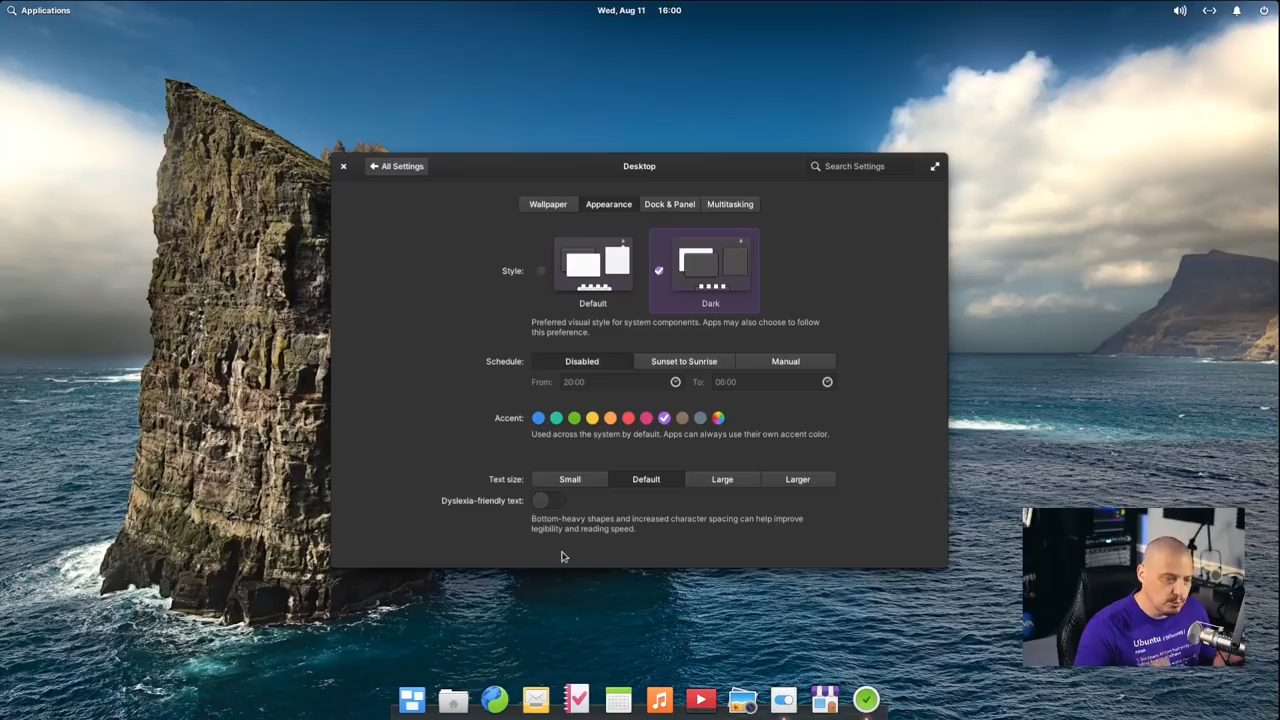 Applications
Wed, Aug 11 16:00
All Settings
Desktop
Search Settings
Wallpaper
Appearance
Dock & Panel
Multitasking
Style:
Default
Dark
Preferred visual style for system components. Apps may also choose to follow
this preference.
Schedule:
Disabled
Sunset to Sunrise
Manual
From: 20:00
To: 06:00
Accent:
Used across the system by default. Apps can always use their own accent color.
Text size:
Small
Default
Large
Larger
Dyslexia-friendly text:
Bottom-heavy shapes and increased character spacing can help improve
legibility and reading speed.
Ubuntu